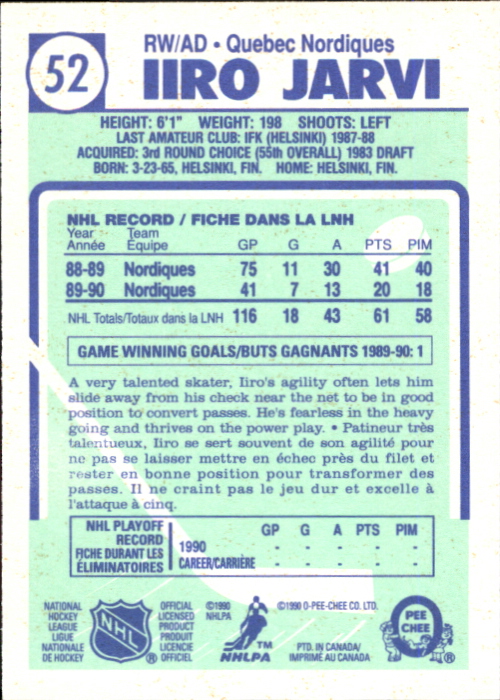 52
RW/AD • Quebec Nordiques
IIRO JARVI
HEIGHT: 6'1" WEIGHT: 198 SHOOTS: LEFT
LAST AMATEUR CLUB: IFK (HELSINKI) 1987-88
ACQUIRED: 3rd ROUND CHOICE (55th OVERALL) 1983 DRAFT
BORN: 3-23-65, HELSINKI, FIN. HOME: HELSINKI, FIN.
NHL RECORD / FICHE DANS LA LNH
Year Team
Année Équipe GP G A PTS PIM
88-89 Nordiques 75 11 30 41 40
89-90 Nordiques 41 7 13 20 18
NHL Totals/Totaux dans la LNH 116 18 43 61 58
GAME WINNING GOALS/BUTS GAGNANTS 1989-90: 1
A very talented skater, Iiro's agility often lets him
slide away from his check near the net to be in good
position to convert passes. He's fearless in the heavy
going and thrives on the power play. • Patineur très
talentueux, Iiro se sert souvent de son agilité pour
ne pas se laisser mettre en échec près du filet et
rester en bonne position pour transformer des
passes. Il ne craint pas le jeu dur et excelle à
l'attaque à cinq.
NHL PLAYOFF GP G A PTS PIM
RECORD 1990 - - - - -
FICHE DURANT LES
ÉLIMINATOIRES CAREER/CARRIÈRE - - - - -
NATIONAL
HOCKEY
LEAGUE
LIGUE
NATIONALE
DE HOCKEY
NHL
®
OFFICIAL
LICENSED
PRODUCT
PRODUIT
LICENCIÉ
OFFICIEL
©1990
NHLPA
TM
NHLPA
©1990 O-PEE-CHEE CO. LTD.
PTD. IN CANADA/
IMPRIMÉ AU CANADA
PEE
CHEE
®